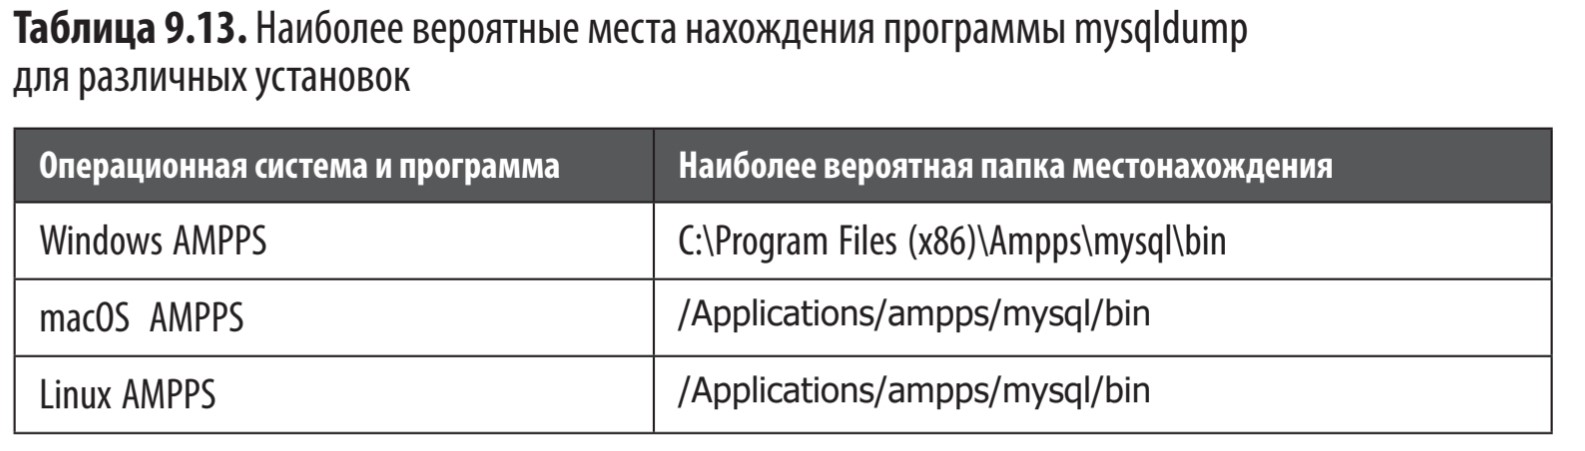 Таблица 9.13. Наиболее вероятные места нахождения программы mysqldump
для различных установок
Операционная система и программа Наиболее вероятная папка местонахождения
Windows AMPPS C:\Program Files (x86)\Ampps\mysql\bin
macOS AMPPS /Applications/ampps/mysql/bin
Linux AMPPS /Applications/ampps/mysql/bin